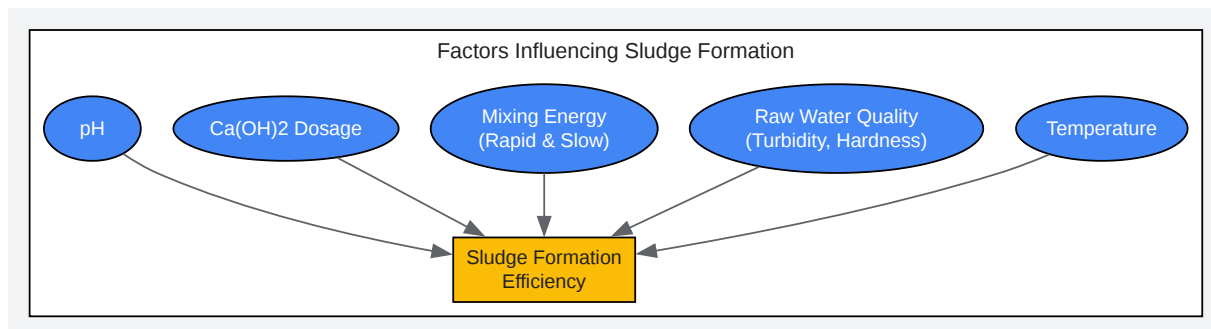 Factors Influencing Sludge Formation
pH
Ca(OH)2 Dosage
Mixing Energy
(Rapid & Slow)
Raw Water Quality
(Turbidity, Hardness)
Temperature
Sludge Formation
Efficiency